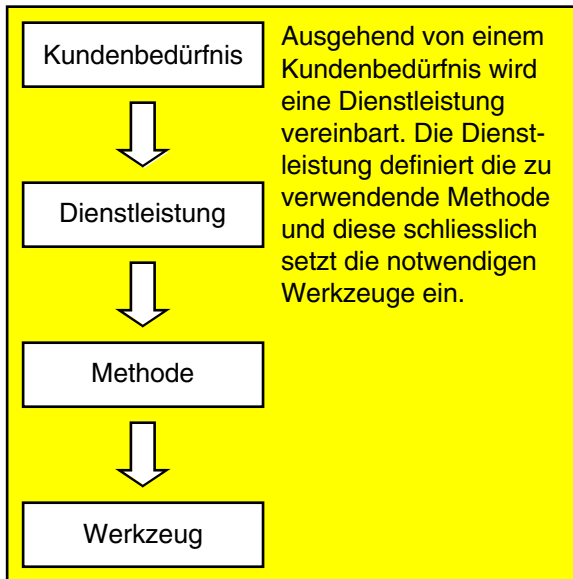 Kundenbedürfnis
Dienstleistung
Methode
Werkzeug
Ausgehend von einem
Kundenbedürfnis wird
eine Dienstleistung
vereinbart. Die Dienst-
leistung definiert die zu
verwendende Methode
und diese schliesslich
setzt die notwendigen
Werkzeuge ein.